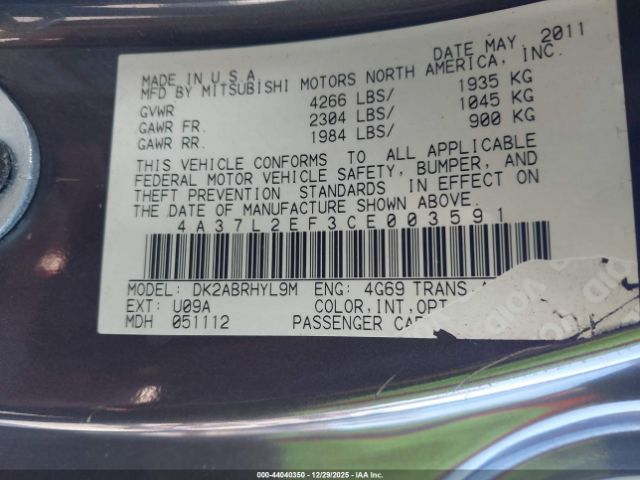 DATE MAY 2011
MADE IN U.S.A.
MFD BY MITSUBISHI MOTORS NORTH AMERICA, INC.
GVWR 4266 LBS/ 1935 KG
GAWR FR. 2304 LBS/ 1045 KG
GAWR RR. 1984 LBS/ 900 KG
THIS VEHICLE CONFORMS TO ALL APPLICABLE
FEDERAL MOTOR VEHICLE SAFETY, BUMPER, AND
THEFT PREVENTION STANDARDS IN EFFECT ON
THE DATE OF MANUFACTURE SHOWN ABOVE.
4A37L2EF3CE003591
MODEL: DK2ABRHYL9M ENG: 4G69 TRANS.
EXT: U09A COLOR,INT,OPT
MDH 051112 PASSENGER CAR
VOID
000-44040350 - 12/29/2025 - Copyright IAA, Inc.